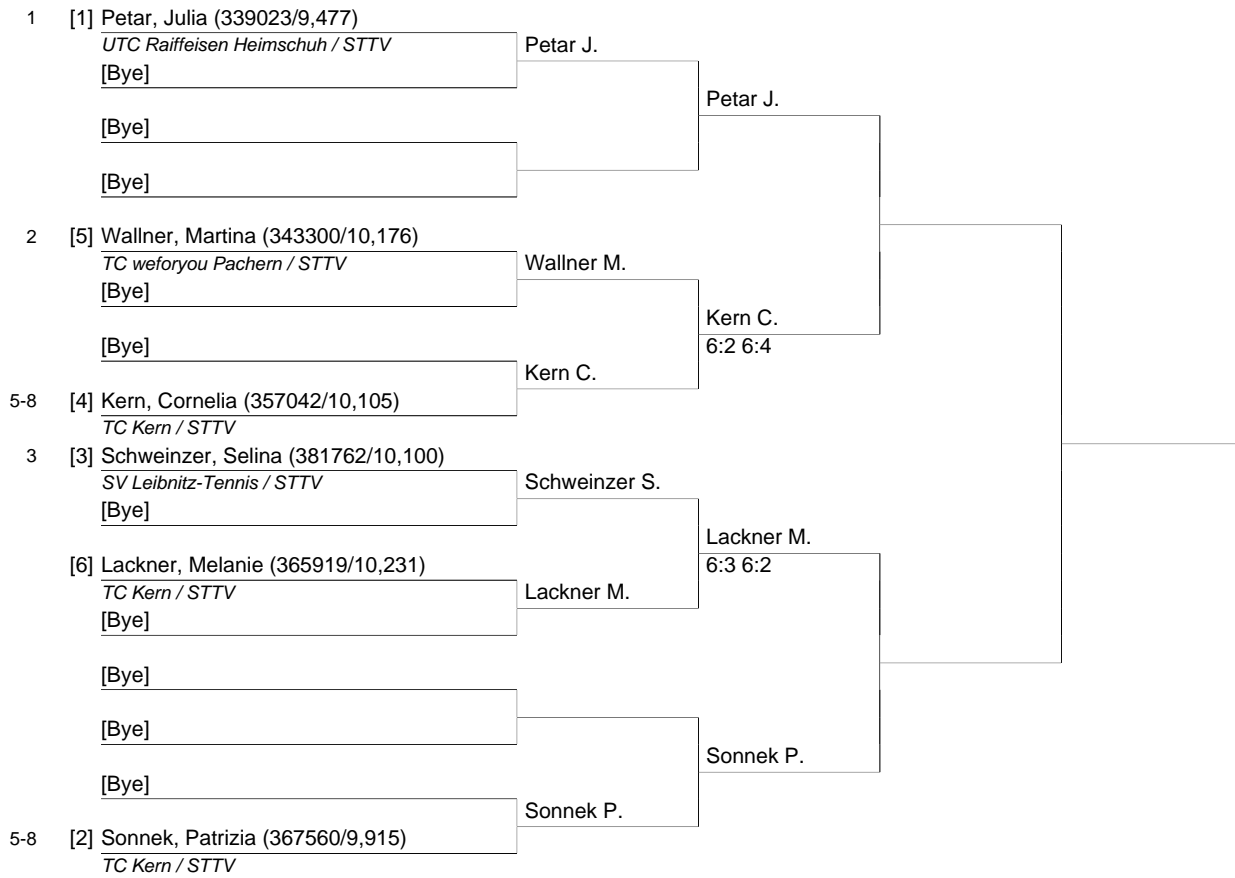 1 [1] Petar, Julia (339023/9,477)
UTC Raiffeisen Heimschuh / STTV
Petar J.
[Bye]
Petar J.
[Bye]
[Bye]
2 [5] Wallner, Martina (343300/10,176)
TC weforyou Pachern / STTV
Wallner M.
[Bye]
Kern C.
6:2 6:4
[Bye]
Kern C.
5-8 [4] Kern, Cornelia (357042/10,105)
TC Kern / STTV
3 [3] Schweinzer, Selina (381762/10,100)
SV Leibnitz-Tennis / STTV
Schweinzer S.
[Bye]
Lackner M.
6:3 6:2
[6] Lackner, Melanie (365919/10,231)
TC Kern / STTV
Lackner M.
[Bye]
[Bye]
[Bye]
Sonnek P.
[Bye]
Sonnek P.
5-8 [2] Sonnek, Patrizia (367560/9,915)
TC Kern / STTV